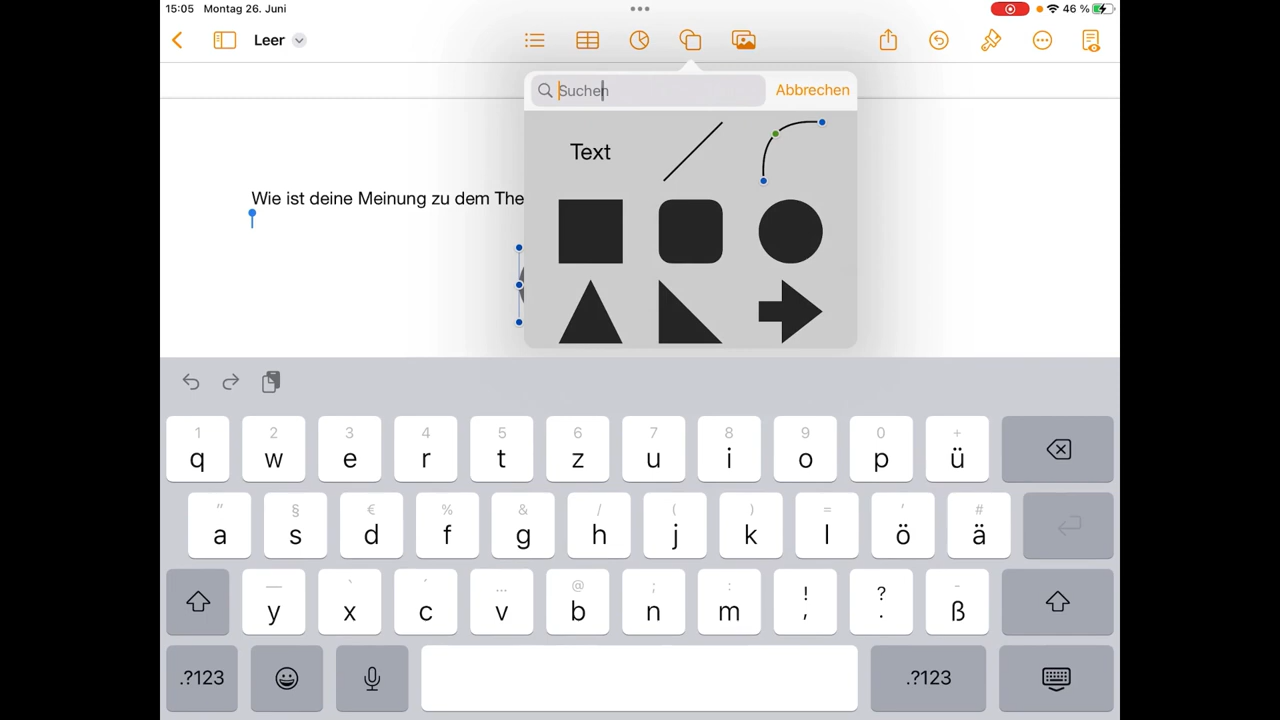 15:05 Montag 26. Juni
46 %
Leer
Suchen
Abbrechen
Text
Wie ist deine Meinung zu dem The
1 2 3 4 5 6 7 8 9 0 +
q w e r t z u i o p ü
" § € % & / ( ) = ' #
a s d f g h j k l ö ä
— ` ´ ... @ ; : ! ? -
y x c v b n m , . ß
.?123 .?123